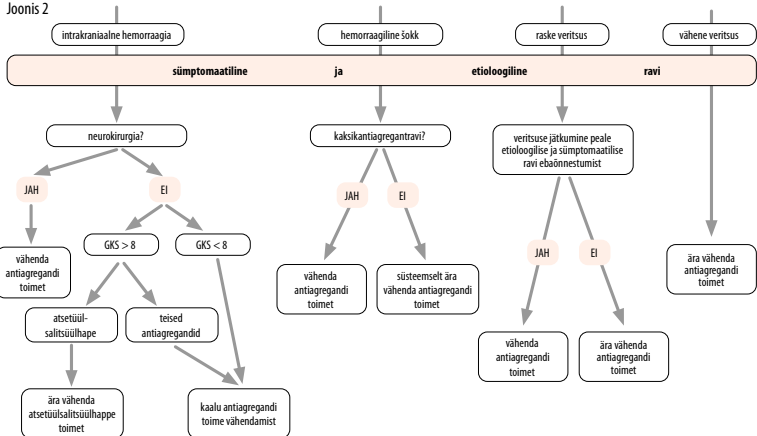 Joonis 2
intrakraniaalne hemorraagia
hemorraagiline šokk
raske veritsus
vähene veritsus
sümptomaatiline ja etioloogiline ravi
neurokirurgia?
kaksikantiagregantravi?
veritsuse jätkumine peale
etioloogilise ja sümptomaatilise
ravi ebaõnnestumist
JAH
EI
JAH
EI
GKS > 8
GKS < 8
JAH
EI
vähenda
antiagregandi
toimet
vähenda
antiagregandi
toimet
süsteemselt ära
vähenda antiagregandi
toimet
ära vähenda
antiagregandi
toimet
atsetüül-
salitsüülhape
teised
antiagregandid
vähenda
antiagregandi
toimet
ära vähenda
antiagregandi
toimet
ära vähenda
atsetüülsalitsüülhappe
toimet
kaalu antiagregandi
toime vähendamist